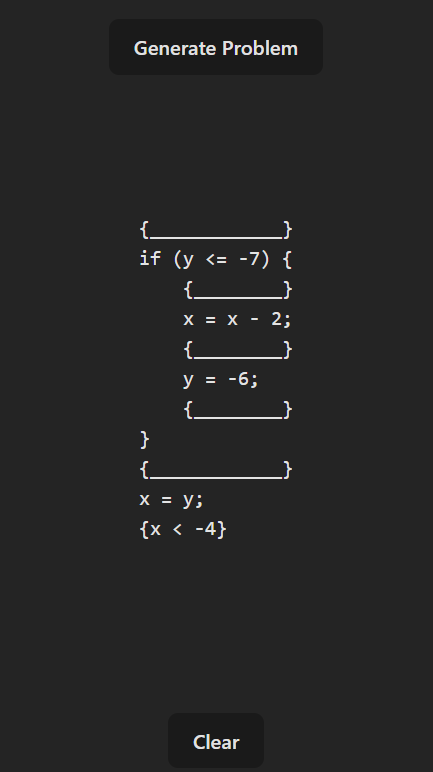 Generate Problem
{____________}
if (y <= -7) {
    {________}
    x = x - 2;
    {________}
    y = -6;
    {________}
}
{____________}
x = y;
{x < -4}
Clear